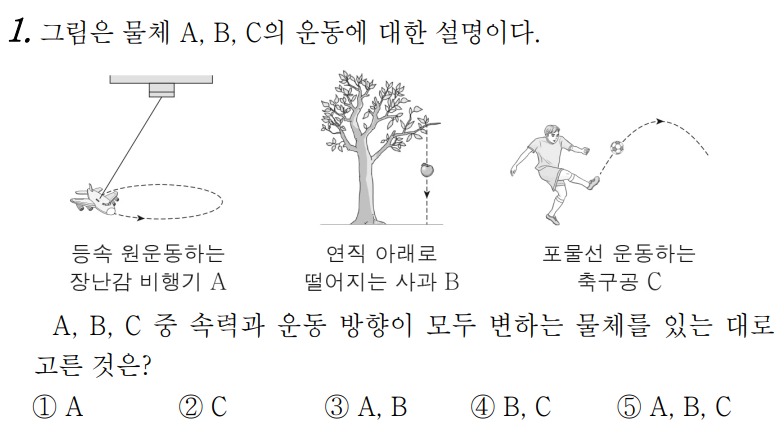 1. 그림은 물체 A, B, C의 운동에 대한 설명이다.
등속 원운동하는
장난감 비행기 A
연직 아래로
떨어지는 사과 B
포물선 운동하는
축구공 C
A, B, C 중 속력과 운동 방향이 모두 변하는 물체를 있는 대로
고른 것은?
① A ② C ③ A, B ④ B, C ⑤ A, B, C